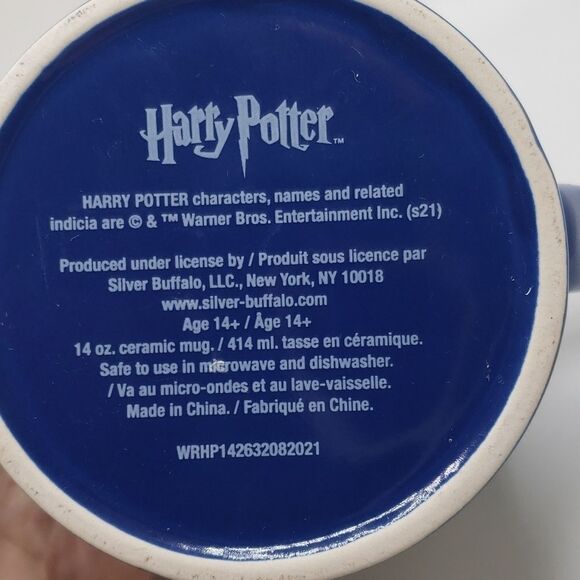 Harry Potter™
HARRY POTTER characters, names and related
indicia are © & ™ Warner Bros. Entertainment Inc. (s21)
Produced under license by / Produit sous licence par
Silver Buffalo, LLC., New York, NY 10018
www.silver-buffalo.com
Age 14+ / Âge 14+
14 oz. ceramic mug. / 414 ml. tasse en céramique.
Safe to use in microwave and dishwasher.
/ Va au micro-ondes et au lave-vaisselle.
Made in China. / Fabriqué en Chine.
WRHP142632082021